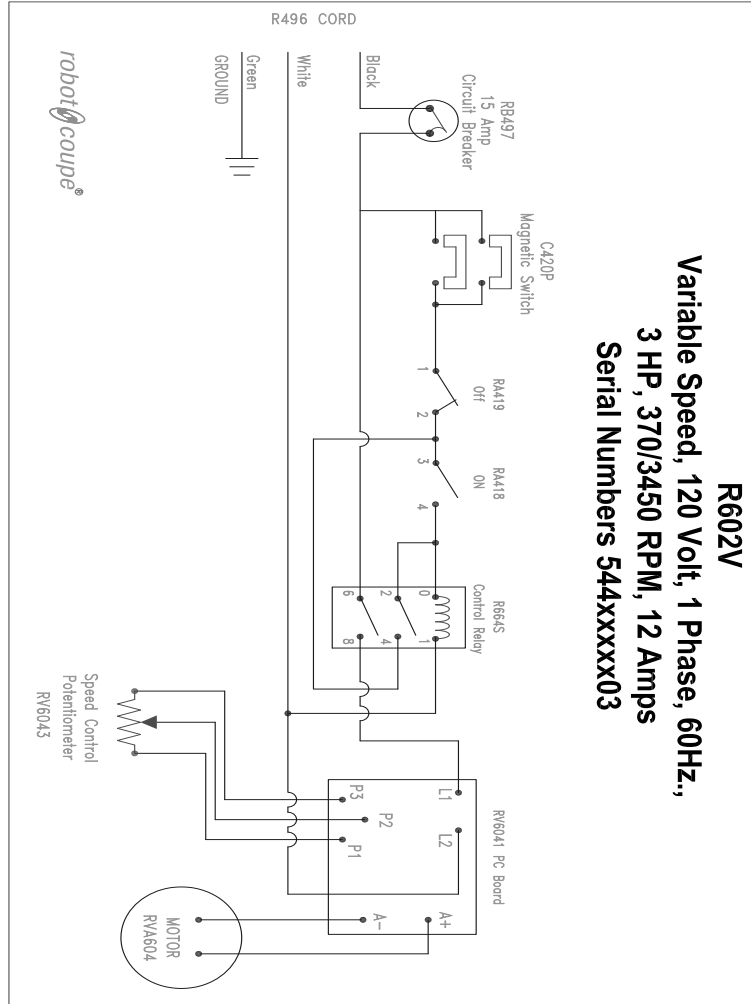 R602V
Variable Speed, 120 Volt, 1 Phase, 60Hz.,
3 HP, 370/3450 RPM, 12 Amps
Serial Numbers 544xxxxx03
R496 CORD
Black
White
Green
GROUND
RB497
15 Amp
Circuit Breaker
C420P
Magnetic Switch
1
RA419
Off
2
3
RA418
ON
4
R664S
Control Relay
0
1
2
4
6
8
RV6041 PC Board
L1
L2
P3
P2
P1
A+
A-
Speed Control
Potentiometer
RV6043
MOTOR
RVA604
robot coupe®